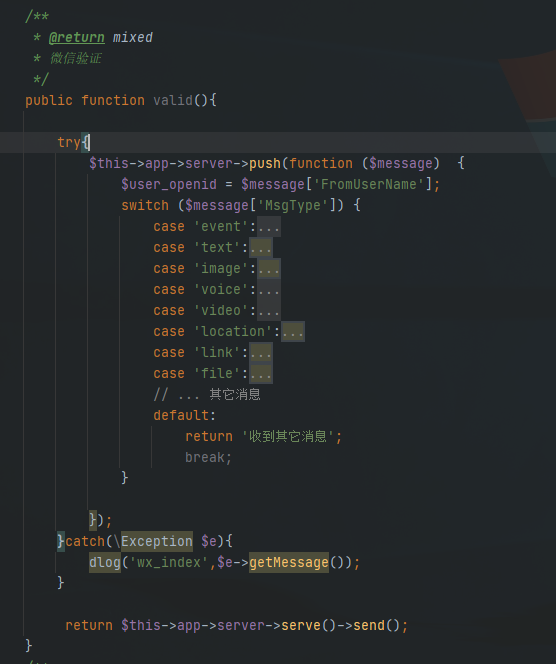 /**
 * @return mixed
 * 微信验证
 */
public function valid(){
try{
$this->app->server->push(function ($message)  {
$user_openid = $message['FromUserName'];
switch ($message['MsgType']) {
case 'event':...
case 'text':...
case 'image':...
case 'voice':...
case 'video':...
case 'location':...
case 'link':...
case 'file':...
// ... 其它消息
default:
return '收到其它消息';
break;
}
});
}catch(\Exception $e){
dlog('wx_index',$e->getMessage());
}
return $this->app->server->serve()->send();
}